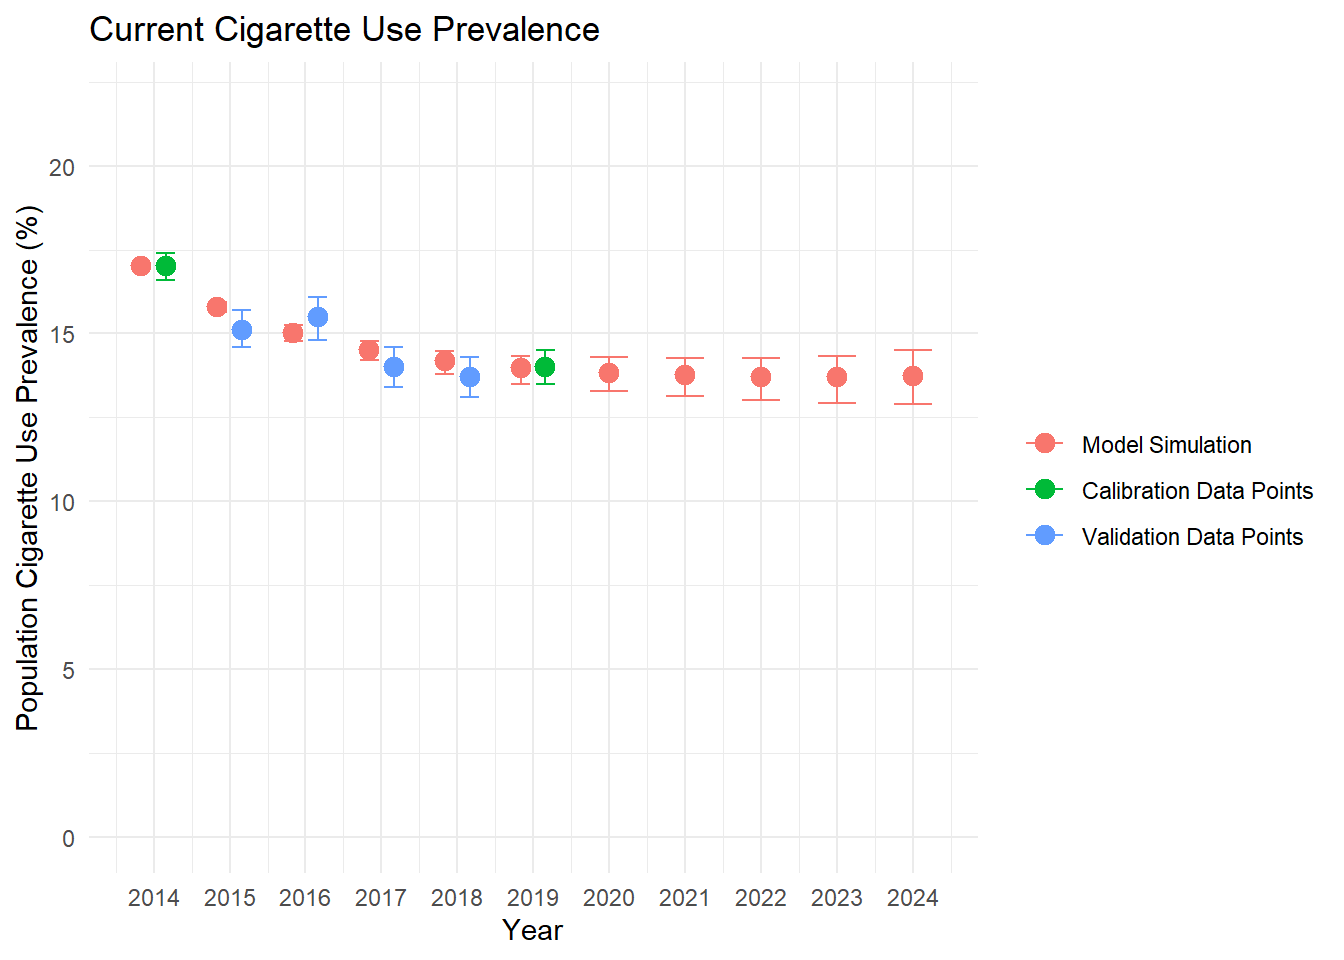 Current Cigarette Use Prevalence
Population Cigarette Use Prevalence (%)
20
15
10
5
0
2014 2015 2016 2017 2018 2019 2020 2021 2022 2023 2024
Year
Model Simulation
Calibration Data Points
Validation Data Points